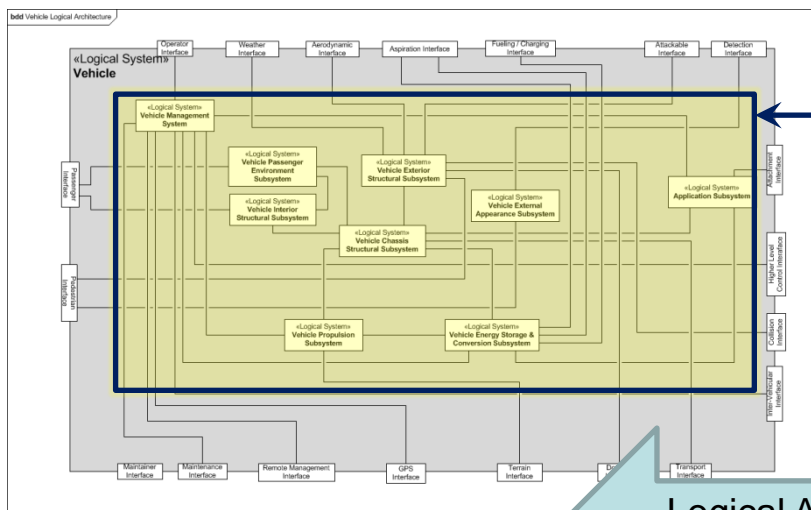 bdd Vehicle Logical Architecture
Operator
Interface
Weather
Interface
Aerodynamic
Interface
Aspiration Interface
Fueling / Charging
Interface
Attackable
Interface
Detection
Interface
«Logical System»
Vehicle
«Logical System»
Vehicle Management
System
«Logical System»
Vehicle Passenger
Environment
Subsystem
«Logical System»
Vehicle Exterior
Structural Subsystem
Passenger
Interface
Attachment
Interface
«Logical System»
Application Subsystem
«Logical System»
Vehicle Interior
Structural Subsystem
«Logical System»
Vehicle External
Appearance Subsystem
«Logical System»
Vehicle Chassis
Structural Subsystem
Pedestrian
Interface
Higher Level
Control Interaface
«Logical System»
Vehicle Propulsion
Subsystem
«Logical System»
Vehicle Energy Storage &
Conversion Subsystem
Collision
Interface
Inter-Vehicular
Interface
Maintainer
Interface
Maintenance
Interface
Remote Management
Interface
GPS
Interface
Terrain
Interface
Transport
Interface
Logical A